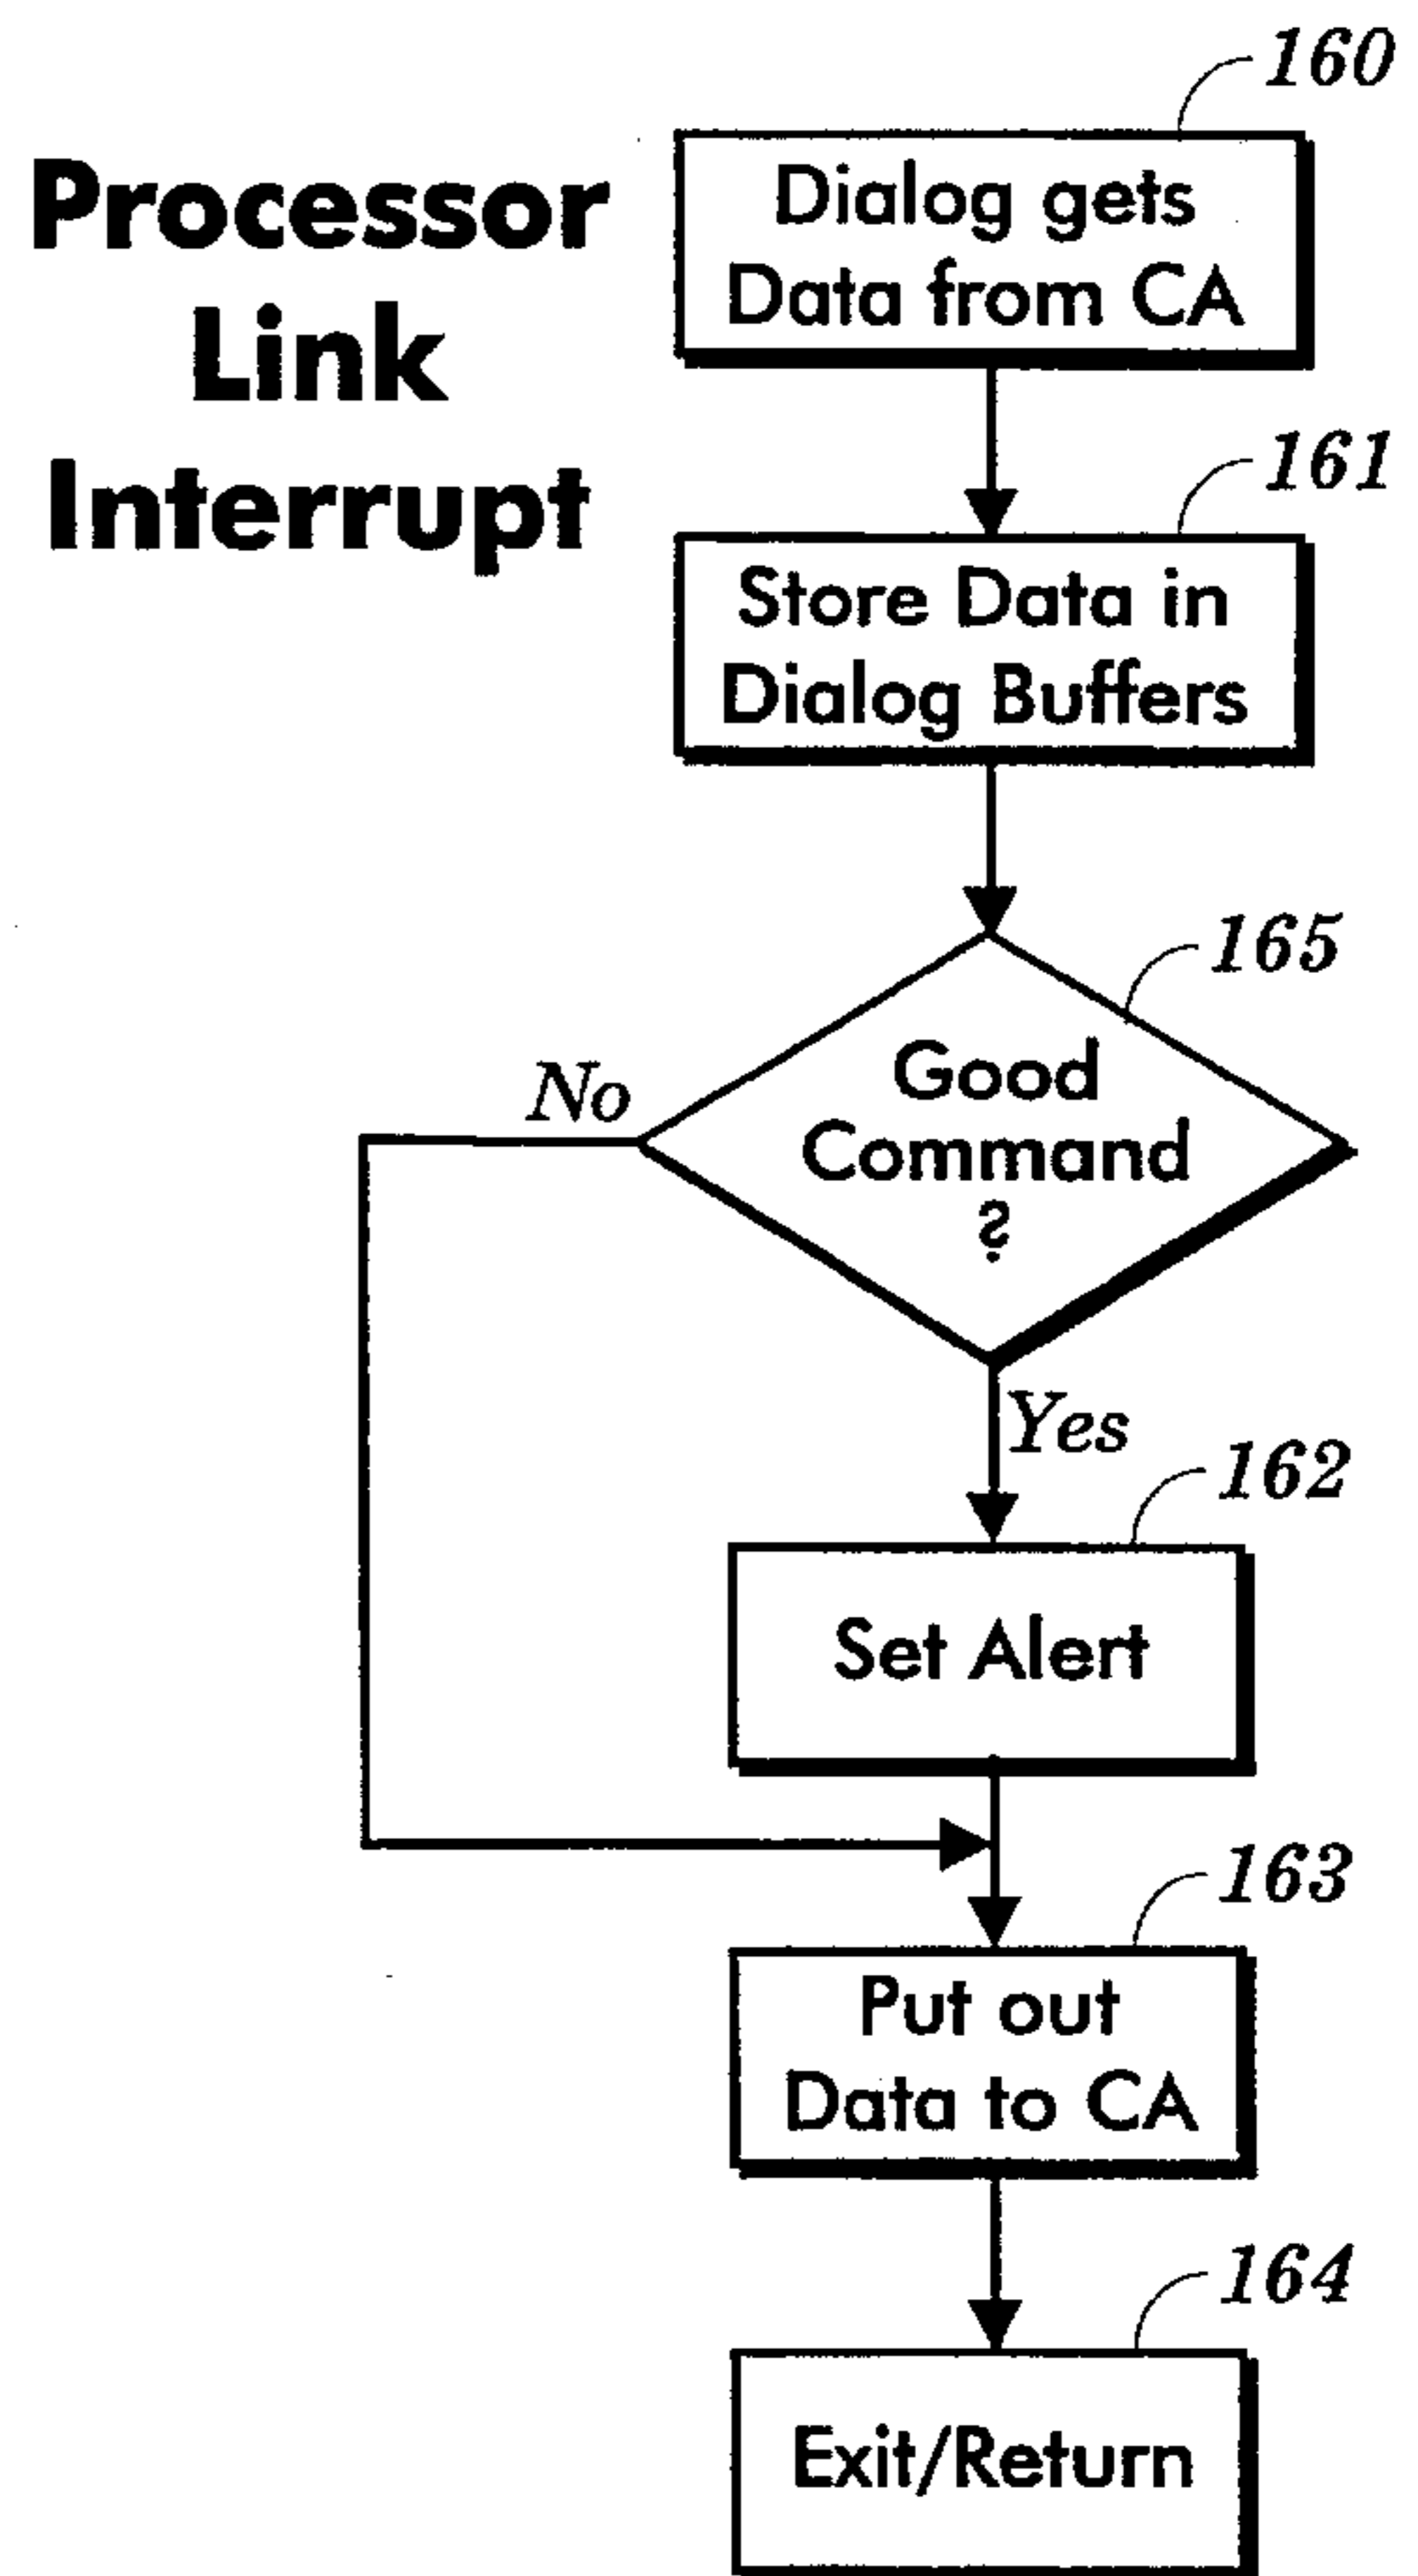 Processor
Link
Interrupt
160
Dialog gets
Data from CA
161
Store Data in
Dialog Buffers
165
Good
Command
?
No
Yes
162
Set Alert
163
Put out
Data to CA
164
Exit/Return